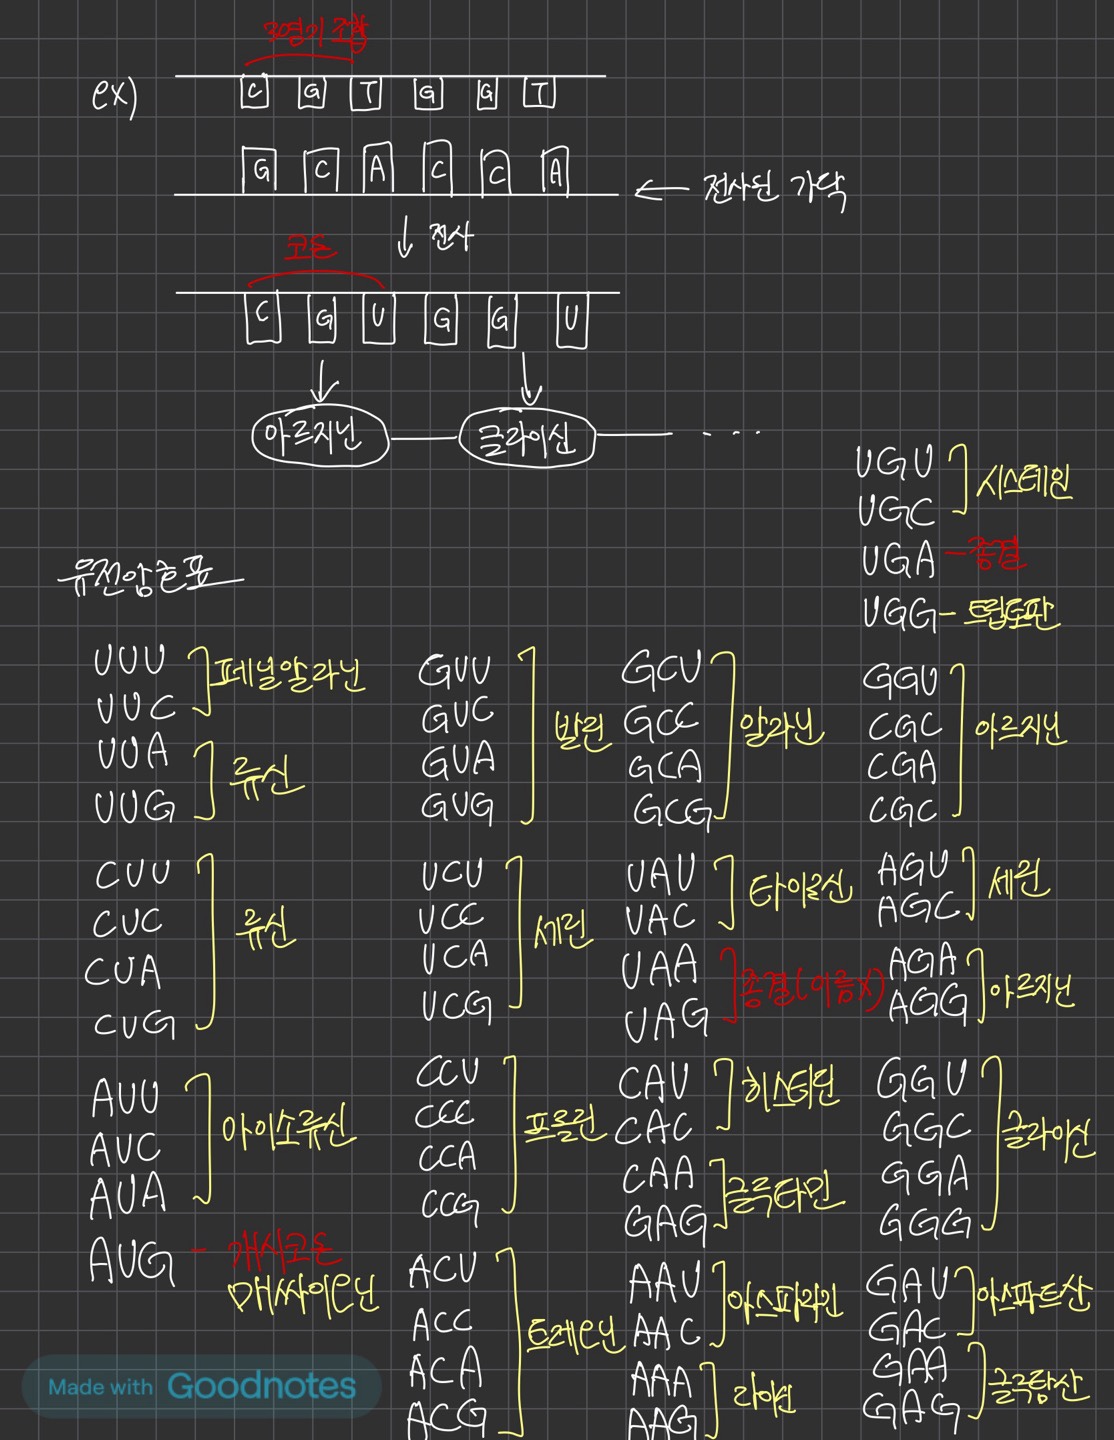 3염기 조합
ex)
C G T G G T
G C A C C A
← 전사된 가닥
↓ 전사
코돈
C G U G G U
아르지닌 글라이신 ....
유전암호표
UGU
UGC
시스테인
UGA - 종결
UGG - 트립토판
UUU
UUC
페닐알라닌
UUA
UUG
류신
CUU
CUC
CUA
CUG
류신
AUU
AUC
AUA
아이소류신
AUG - 개시코돈
매싸이오닌
GUU
GUC
GUA
GUG
발린
UCU
UCC
UCA
UCG
세린
CCU
CCC
CCA
CCG
프롤린
ACU
ACC
ACA
ACG
트레오닌
GCU
GCC
GCA
GCG
알라닌
UAU
UAC
타이로신
UAA
UAG
종결(이름X)
CAU
CAC
히스티딘
CAA
GAG
글루타민
AAU
AAC
아스파라진
AAA
AAG
라이신
GGU
CGC
CGA
CGC
아르지닌
AGU
AGC
세린
AGA
AGG
아르지닌
GGU
GGC
GGA
GGG
글라이신
GAU
GAC
아스파트산
GAA
GAG
글루탐산
Made with Goodnotes